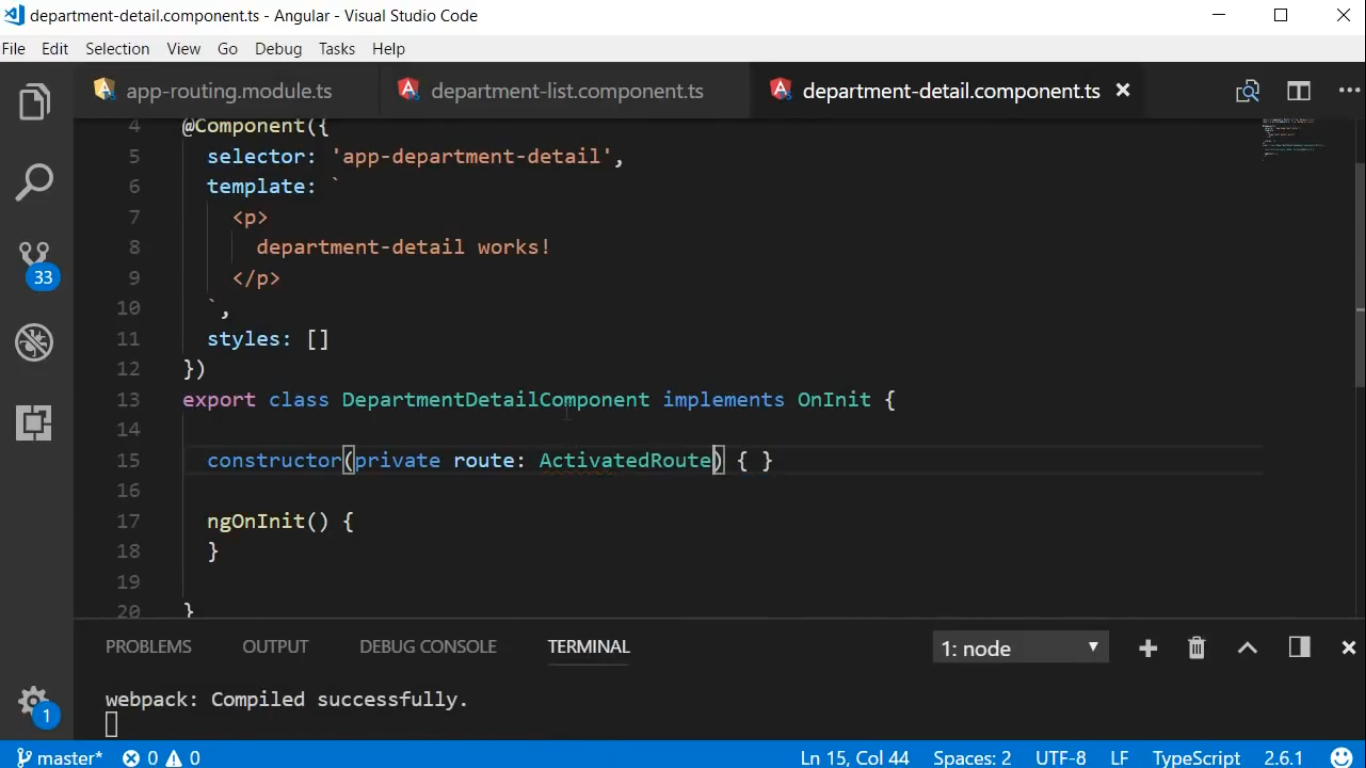 department-detail.component.ts - Angular - Visual Studio Code
File Edit Selection View Go Debug Tasks Help
app-routing.module.ts department-list.component.ts department-detail.component.ts
4 @Component({
5 selector: 'app-department-detail',
6 template: `
7 <p>
8 department-detail works!
9 </p>
10 `,
11 styles: []
12 })
13 export class DepartmentDetailComponent implements OnInit {
14
15 constructor(private route: ActivatedRoute) { }
16
17 ngOnInit() {
18 }
19
20 }
33
PROBLEMS OUTPUT DEBUG CONSOLE TERMINAL 1: node
webpack: Compiled successfully.
1
master* 0 0 Ln 15, Col 44 Spaces: 2 UTF-8 LF TypeScript 2.6.1